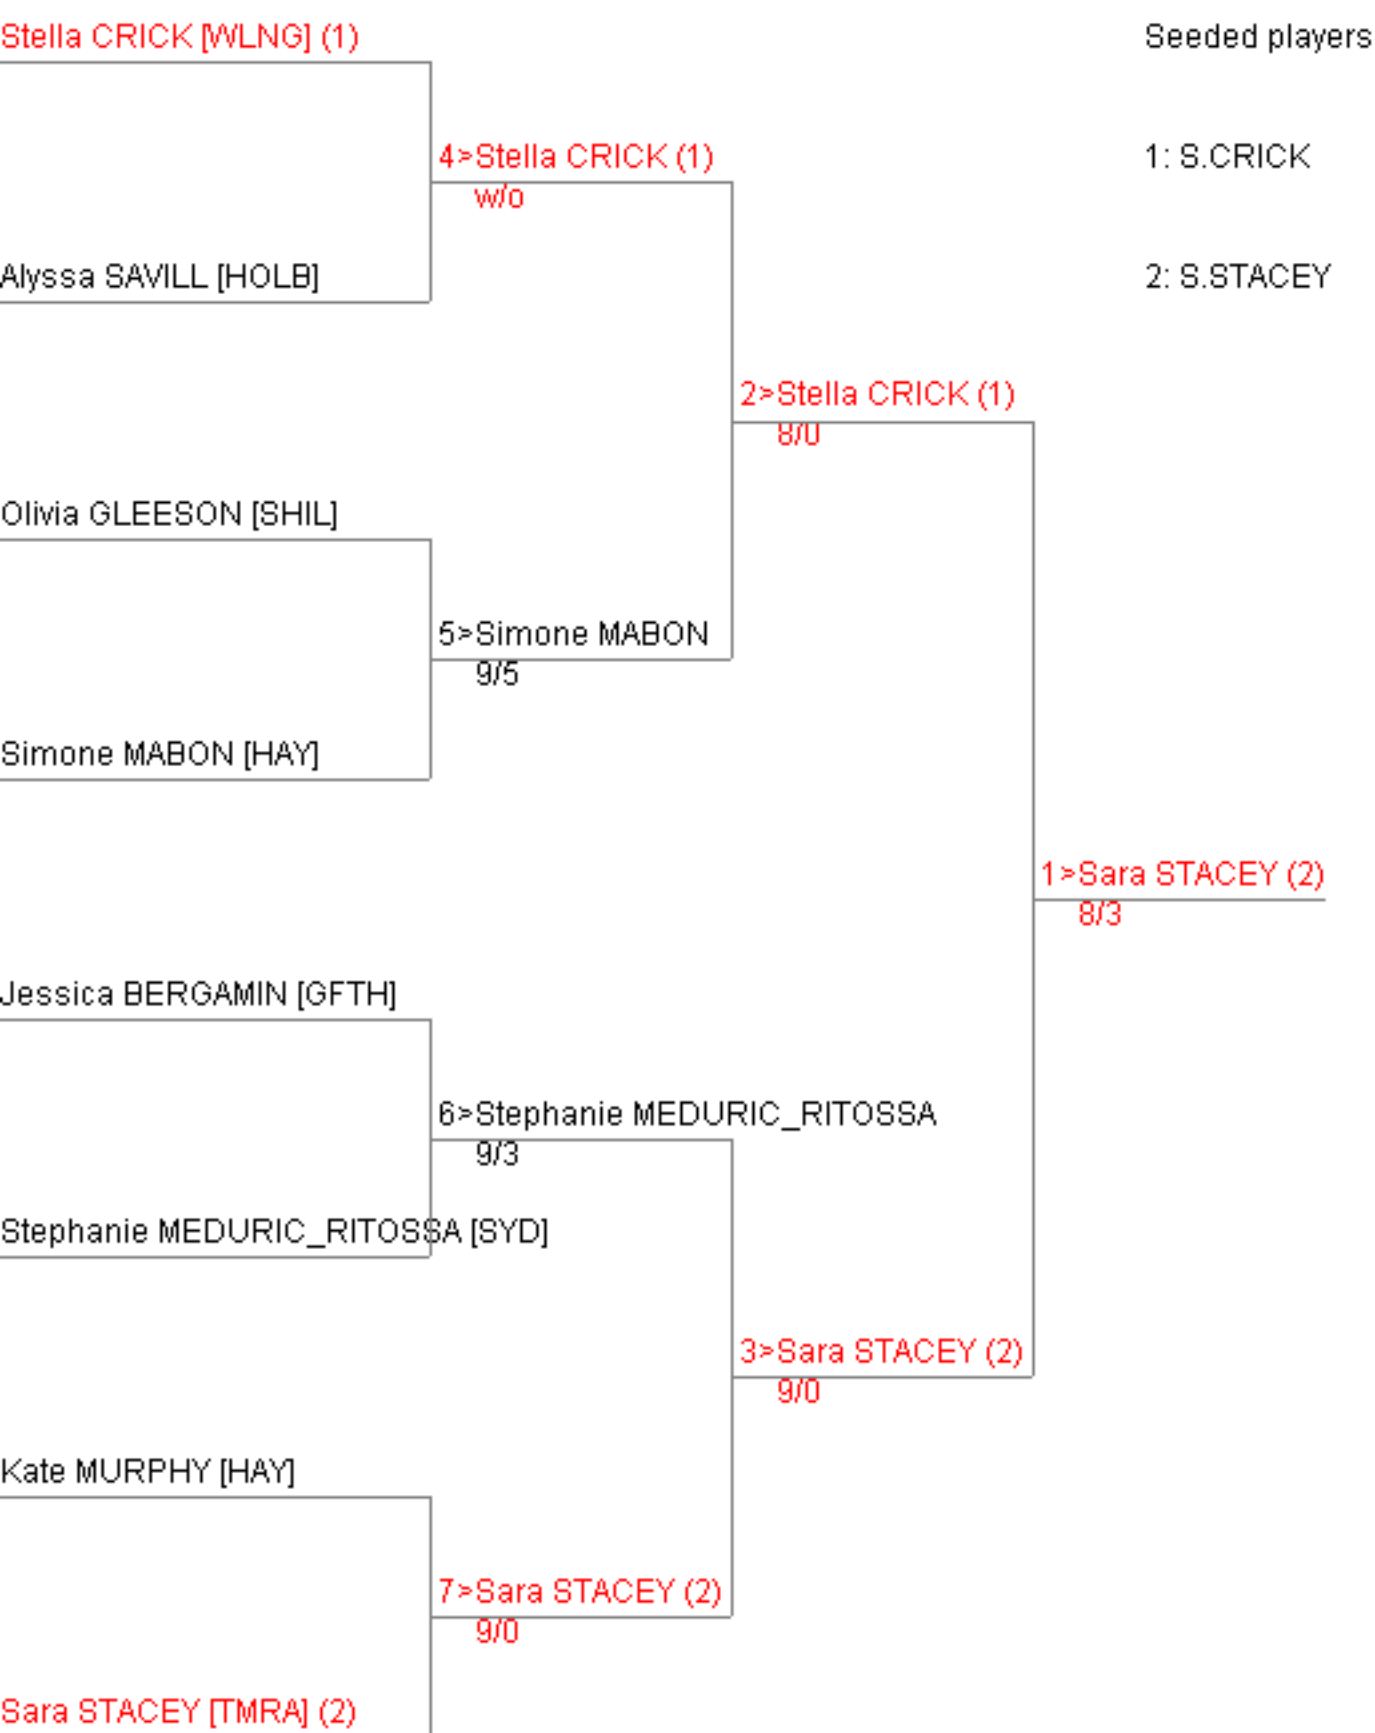 Stella CRICK [WLNG] (1)
Seeded players
4>Stella CRICK (1)
1: S.CRICK
w/o
Alyssa SAVILL [HOLB]
2: S.STACEY
2>Stella CRICK (1)
8/0
Olivia GLEESON [SHIL]
5>Simone MABON
9/5
Simone MABON [HAY]
1>Sara STACEY (2)
8/3
Jessica BERGAMIN [GFTH]
6>Stephanie MEDURIC_RITOSSA
9/3
Stephanie MEDURIC_RITOSSA [SYD]
3>Sara STACEY (2)
9/0
Kate MURPHY [HAY]
7>Sara STACEY (2)
9/0
Sara STACEY [TMRA] (2)